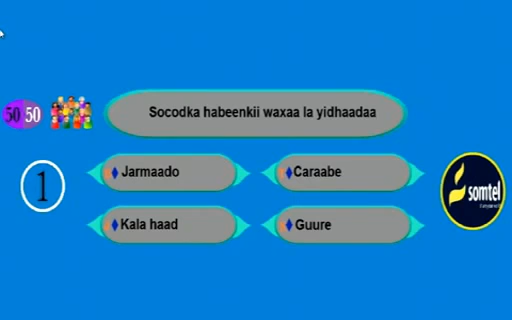 Socodka habeenkii waxaa la yidhaadaa
50 50
1
Jarmaado
Caraabe
Kala haad
Guure
somtel